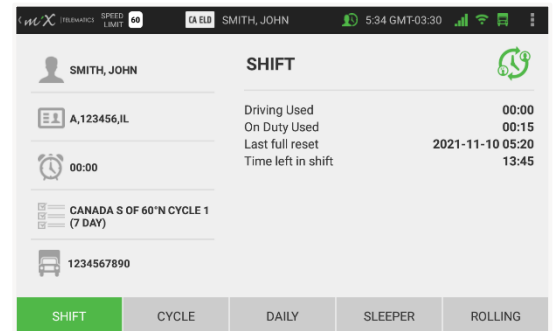 miX TELEMATICS SPEED LIMIT 60 CA ELD SMITH, JOHN 5:34 GMT-03:30
SMITH, JOHN
A,123456,IL
00:00
CANADA S OF 60°N CYCLE 1
(7 DAY)
1234567890
SHIFT
Driving Used 00:00
On Duty Used 00:15
Last full reset 2021-11-10 05:20
Time left in shift 13:45
SHIFT CYCLE DAILY SLEEPER ROLLING